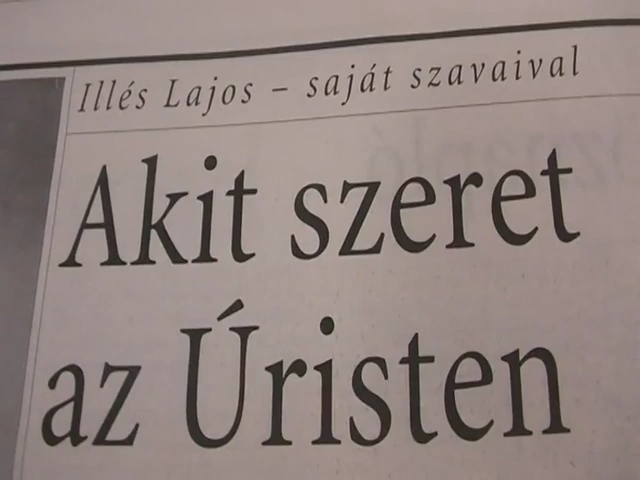 Illés Lajos – saját szavaival
Akit szeret
az Úristen